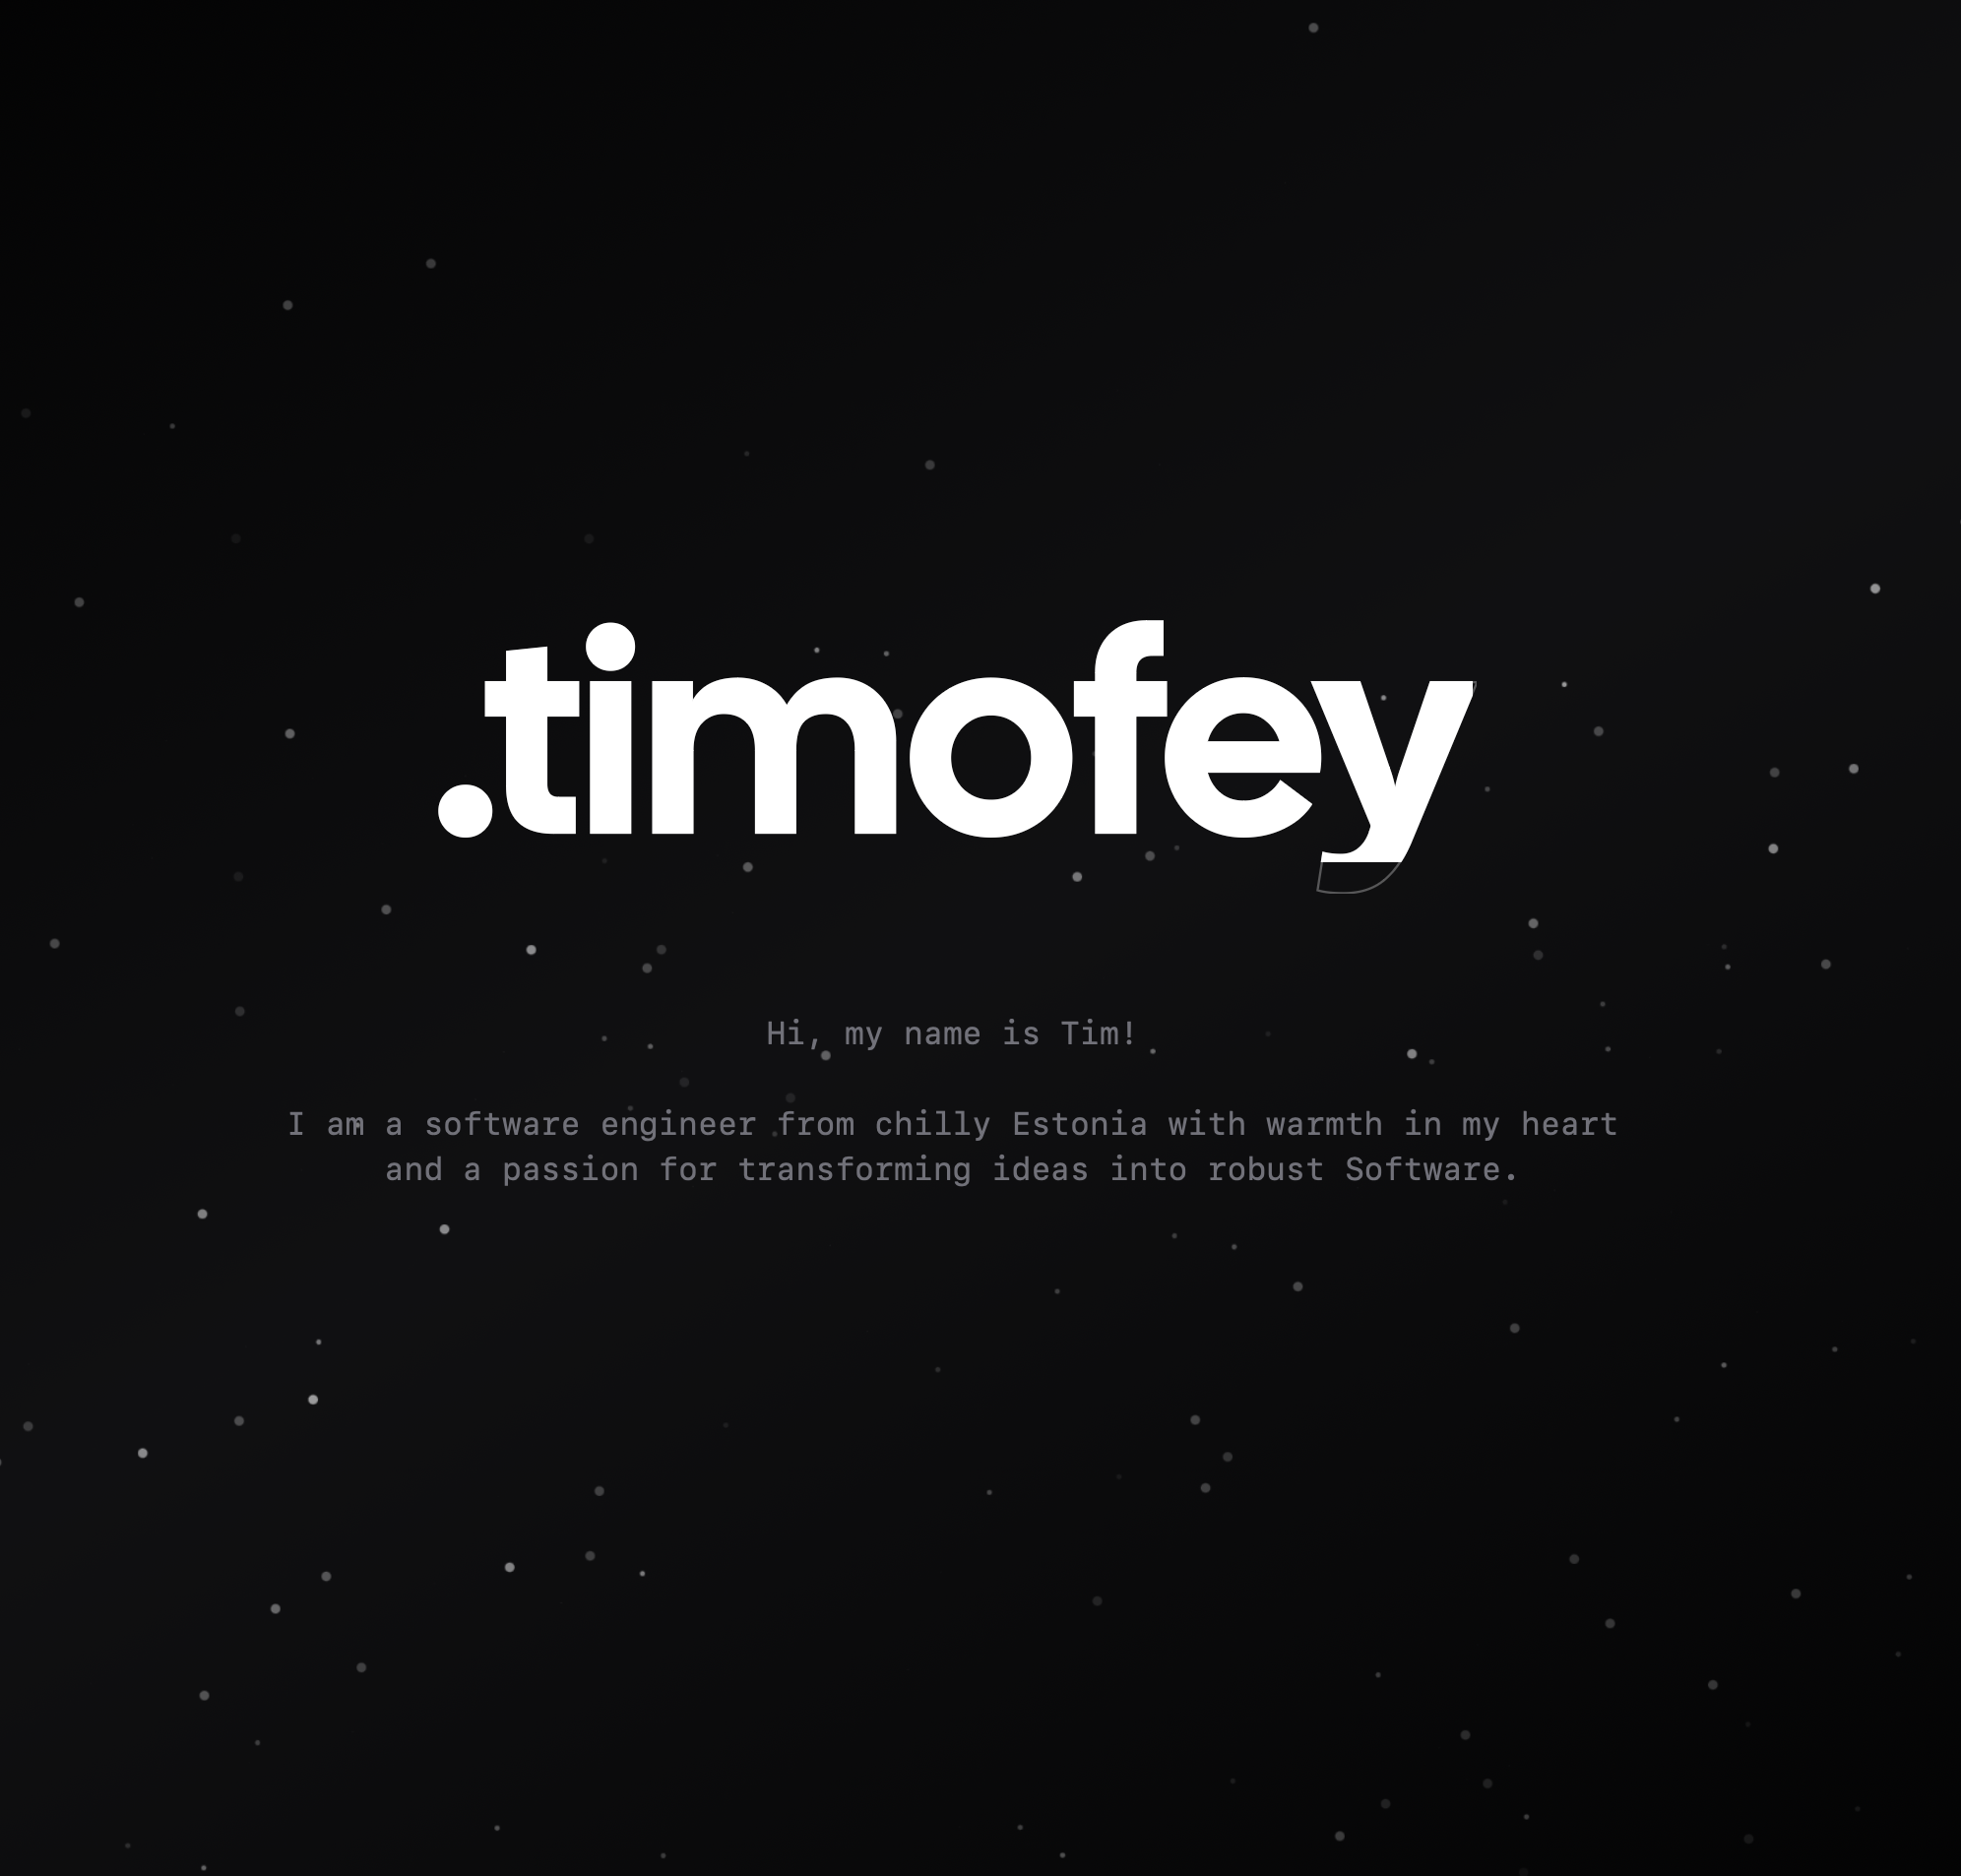 .timofey
Hi, my name is Tim!
I am a software engineer from chilly Estonia with warmth in my heart
and a passion for transforming ideas into robust Software.